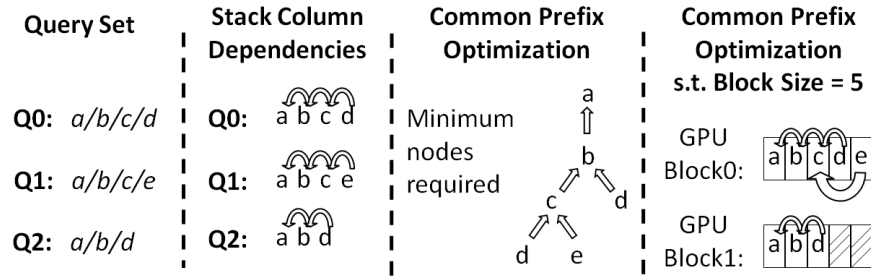 Query Set
Q0: a/b/c/d
Q1: a/b/c/e
Q2: a/b/d
Stack Column
Dependencies
Q0: a b c d
Q1: a b c e
Q2: a b d
Common Prefix
Optimization
Minimum
nodes
required
a
b
c d
d e
Common Prefix
Optimization
s.t. Block Size = 5
GPU
Block0:
a b c d e
GPU
Block1:
a b d